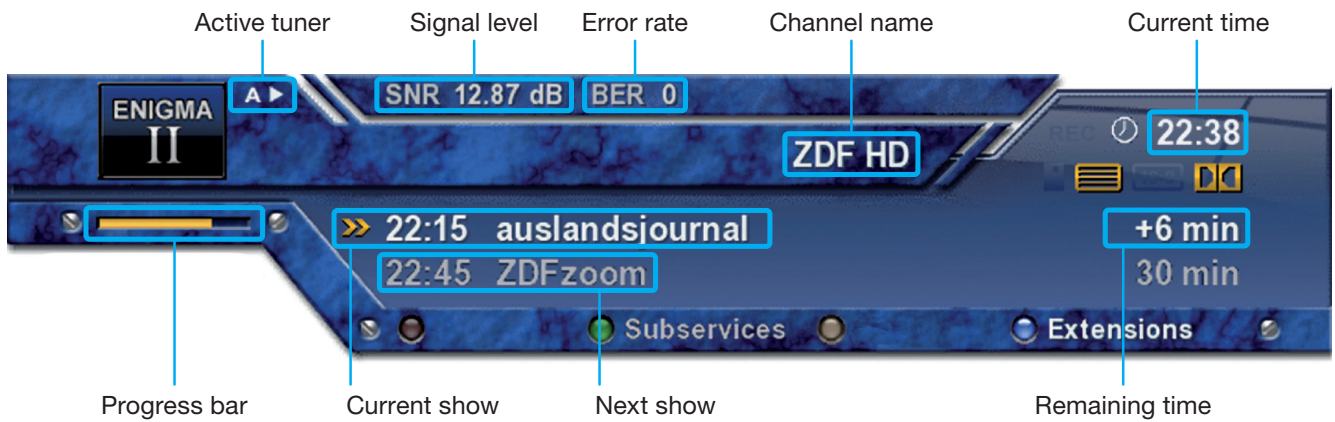 Active tuner Signal level Error rate Channel name Current time
ENIGMA II
A
SNR 12.87 dB BER 0
REC 22:38
ZDF HD
22:15 auslandsjournal +6 min
22:45 ZDFzoom 30 min
Subservices Extensions
Progress bar Current show Next show Remaining time